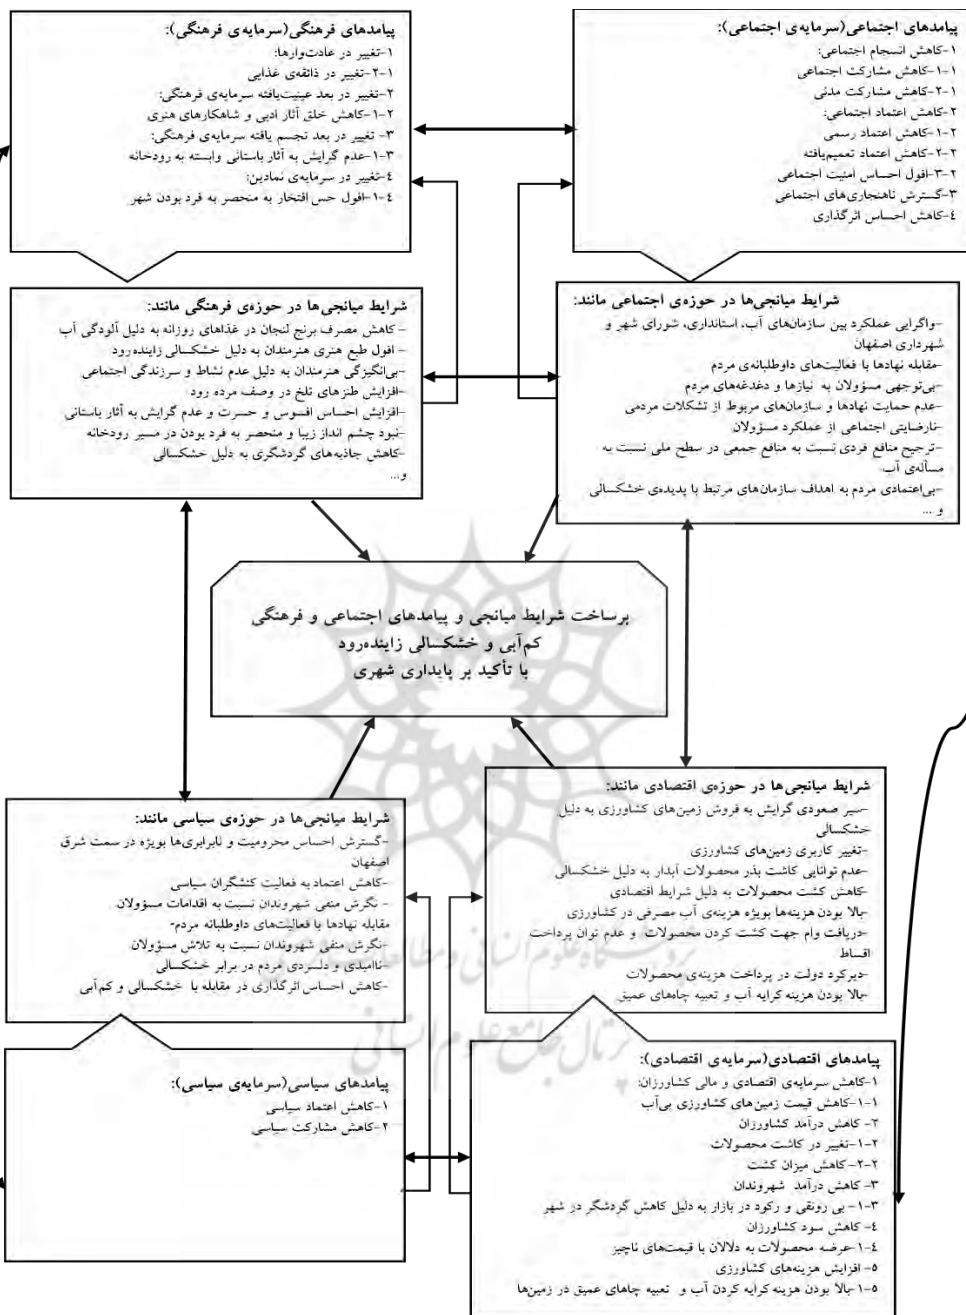 پیامدهای اجتماعی(سرمایه‌ی اجتماعی):
۱-کاهش انسجام اجتماعی:
۱-۱-کاهش مشارکت اجتماعی
۲-۱-کاهش مشارکت مدنی
۲-کاهش اعتماد اجتماعی:
۱-۲-کاهش اعتماد رسمی
۲-۲-کاهش اعتماد تعمیم‌یافته
۳-۲-افول احساس امنیت اجتماعی
۳-گسترش ناهنجاری‌های اجتماعی
٤-کاهش احساس اثرگذاری
پیامدهای فرهنگی(سرمایه‌ی فرهنگی):
۱-تغییر در عادت‌وارها:
۲-۱-تغییر در ذائقه‌ی غذایی
۲-تغییر در بعد عینیت‌یافته سرمایه‌ی فرهنگی:
۱-۲-کاهش خلق آثار ادبی و شاهکارهای هنری
۳- تغییر در بعد تجسم یافته سرمایه‌ی فرهنگی:
۱-۳-عدم گرایش به آثار باستانی وابسته به رودخانه
٤-تغییر در سرمایه‌ی نمادین:
۱-٤-افول حس افتخار به منحصر به فرد بودن شهر
شرایط میانجی‌ها در حوزه‌ی اجتماعی مانند:
-واگرایی عملکرد بین سازمان‌های آب، استانداری، شورای شهر و
شهرداری اصفهان
-مقابله نهادها با فعالیت‌های داوطلبانه‌ی مردم
-بی‌توجهی مسؤولان به نیازها و دغدغه‌های مردم
-عدم حمایت نهادها و سازمان‌های مربوط از تشکلات مردمی
-نارضایتی اجتماعی از عملکرد مسؤولان
-ترجیح منافع فردی نسبت به منافع جمعی در سطح ملی نسبت به
مسأله‌ی آب
-بی‌اعتمادی مردم به اهداف سازمان‌های مرتبط با پدیده‌ی خشکسالی
و ...
شرایط میانجی‌ها در حوزه‌ی فرهنگی مانند:
- کاهش مصرف برنج لنجان در غذاهای روزانه به دلیل آلودگی آب
- افول طبع هنری هنرمندان به دلیل خشکسالی زاینده‌رود
-بی‌انگیزگی هنرمندان به دلیل عدم نشاط و سرزندگی اجتماعی
-افزایش طنزهای تلخ در وصف مرده رود
-افزایش احساس افسوس و حسرت و عدم گرایش به آثار باستانی
-نبود چشم انداز زیبا و منحصر به فرد بودن در مسیر رودخانه
-کاهش جاذبه‌های گردشگری به دلیل خشکسالی
و...
برساخت شرایط میانجی و پیامدهای اجتماعی و فرهنگی
کم‌آبی و خشکسالی زاینده‌رود
با تأکید بر پایداری شهری
شرایط میانجی‌ها در حوزه‌ی اقتصادی مانند:
-سیر صعودی گرایش به فروش زمین‌های کشاورزی به دلیل
خشکسالی
-تغییر کاربری زمین‌های کشاورزی
-عدم توانایی کاشت بذر محصولات آبدار به دلیل خشکسالی
-کاهش کشت محصولات به دلیل شرایط اقتصادی
-بالا بودن هزینه‌ها بویژه هزینه‌ی آب مصرفی در کشاورزی
-دریافت وام جهت کشت کردن محصولات و عدم توان پرداخت
اقساط
-دیرکرد دولت در پرداخت هزینه‌ی محصولات
-بالا بودن هزینه کرایه آب و تعبیه چاه‌های عمیق
شرایط میانجی‌ها در حوزه‌ی سیاسی مانند:
-گسترش احساس محرومیت و نابرابری‌ها بویژه در سمت شرق
اصفهان
-کاهش اعتماد به فعالیت کنشگران سیاسی
- نگرش منفی شهروندان نسبت به اقدامات مسؤولان
مقابله نهادها با فعالیت‌های داوطلبانه مردم-
-نگرش منفی شهروندان نسبت به تلاش مسؤولان
-ناامیدی و دلسردی مردم در برابر خشکسالی
-کاهش احساس اثرگذاری در مقابله با خشکسالی و کم‌آبی
پژوهشگاه علوم انسانی و مطالعات فرهنگی
پرتال جامع علوم انسانی
پیامدهای اقتصادی(سرمایه‌ی اقتصادی):
۱-کاهش سرمایه‌ی اقتصادی و مالی کشاورزان:
۱-۱-کاهش قیمت زمین‌های کشاورزی بی‌آب
۲- کاهش درآمد کشاورزان
۱-۲-تغییر در کاشت محصولات
۲-۲-کاهش میزان کشت
۳-کاهش درآمد شهروندان
۱-۳- بی رونقی و رکود در بازار به دلیل کاهش گردشگر در شهر
٤- کاهش سود کشاورزان
۱-٤-عرضه محصولات به دلالان با قیمت‌های ناچیز
٥- افزایش هزینه‌های کشاورزی
۱-٥-بالا بودن هزینه کرایه کردن آب و تعبیه چاهای عمیق در زمین‌ها
پیامدهای سیاسی(سرمایه‌ی سیاسی):
۱-کاهش اعتماد سیاسی
۲-کاهش مشارکت سیاسی